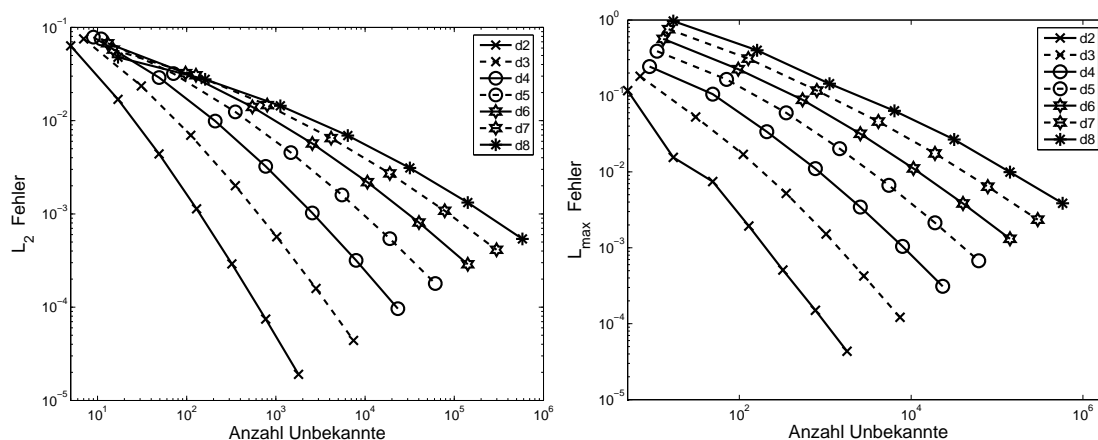 10^{-1}
10^{-2}
10^{-3}
10^{-4}
10^{-5}
L_2 Fehler
10^{1}
10^{2}
10^{3}
10^{4}
10^{5}
10^{6}
Anzahl Unbekannte
d2
d3
d4
d5
d6
d7
d8
10^{0}
10^{-1}
10^{-2}
10^{-3}
10^{-4}
10^{-5}
L_{max} Fehler
10^{2}
10^{4}
10^{6}
Anzahl Unbekannte
d2
d3
d4
d5
d6
d7
d8